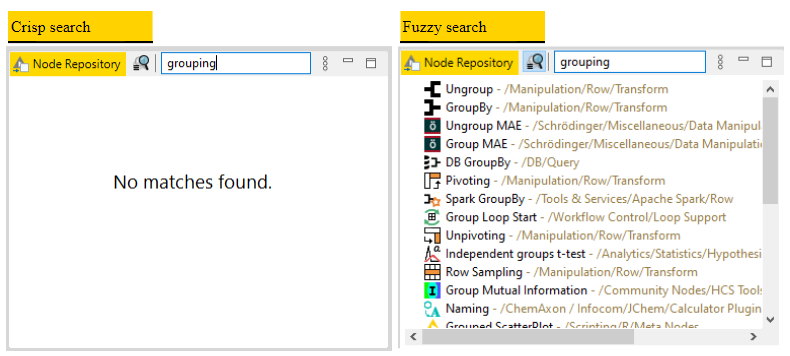 Crisp search
Node Repository
grouping
No matches found.
Fuzzy search
Node Repository
grouping
Ungroup - /Manipulation/Row/Transform
GroupBy - /Manipulation/Row/Transform
Ungroup MAE - /Schrödinger/Miscellaneous/Data Manipul
Group MAE - /Schrödinger/Miscellaneous/Data Manipulatio
DB GroupBy - /DB/Query
Pivoting - /Manipulation/Row/Transform
Spark GroupBy - /Tools & Services/Apache Spark/Row
Group Loop Start - /Workflow Control/Loop Support
Unpivoting - /Manipulation/Row/Transform
Independent groups t-test - /Analytics/Statistics/Hypothesi
Row Sampling - /Manipulation/Row/Transform
Group Mutual Information - /Community Nodes/HCS Tools
Naming - /ChemAxon / Infocom/JChem/Calculator Plugin
Grouped ScatterPlot - /Scripting/R/Meta Nodes